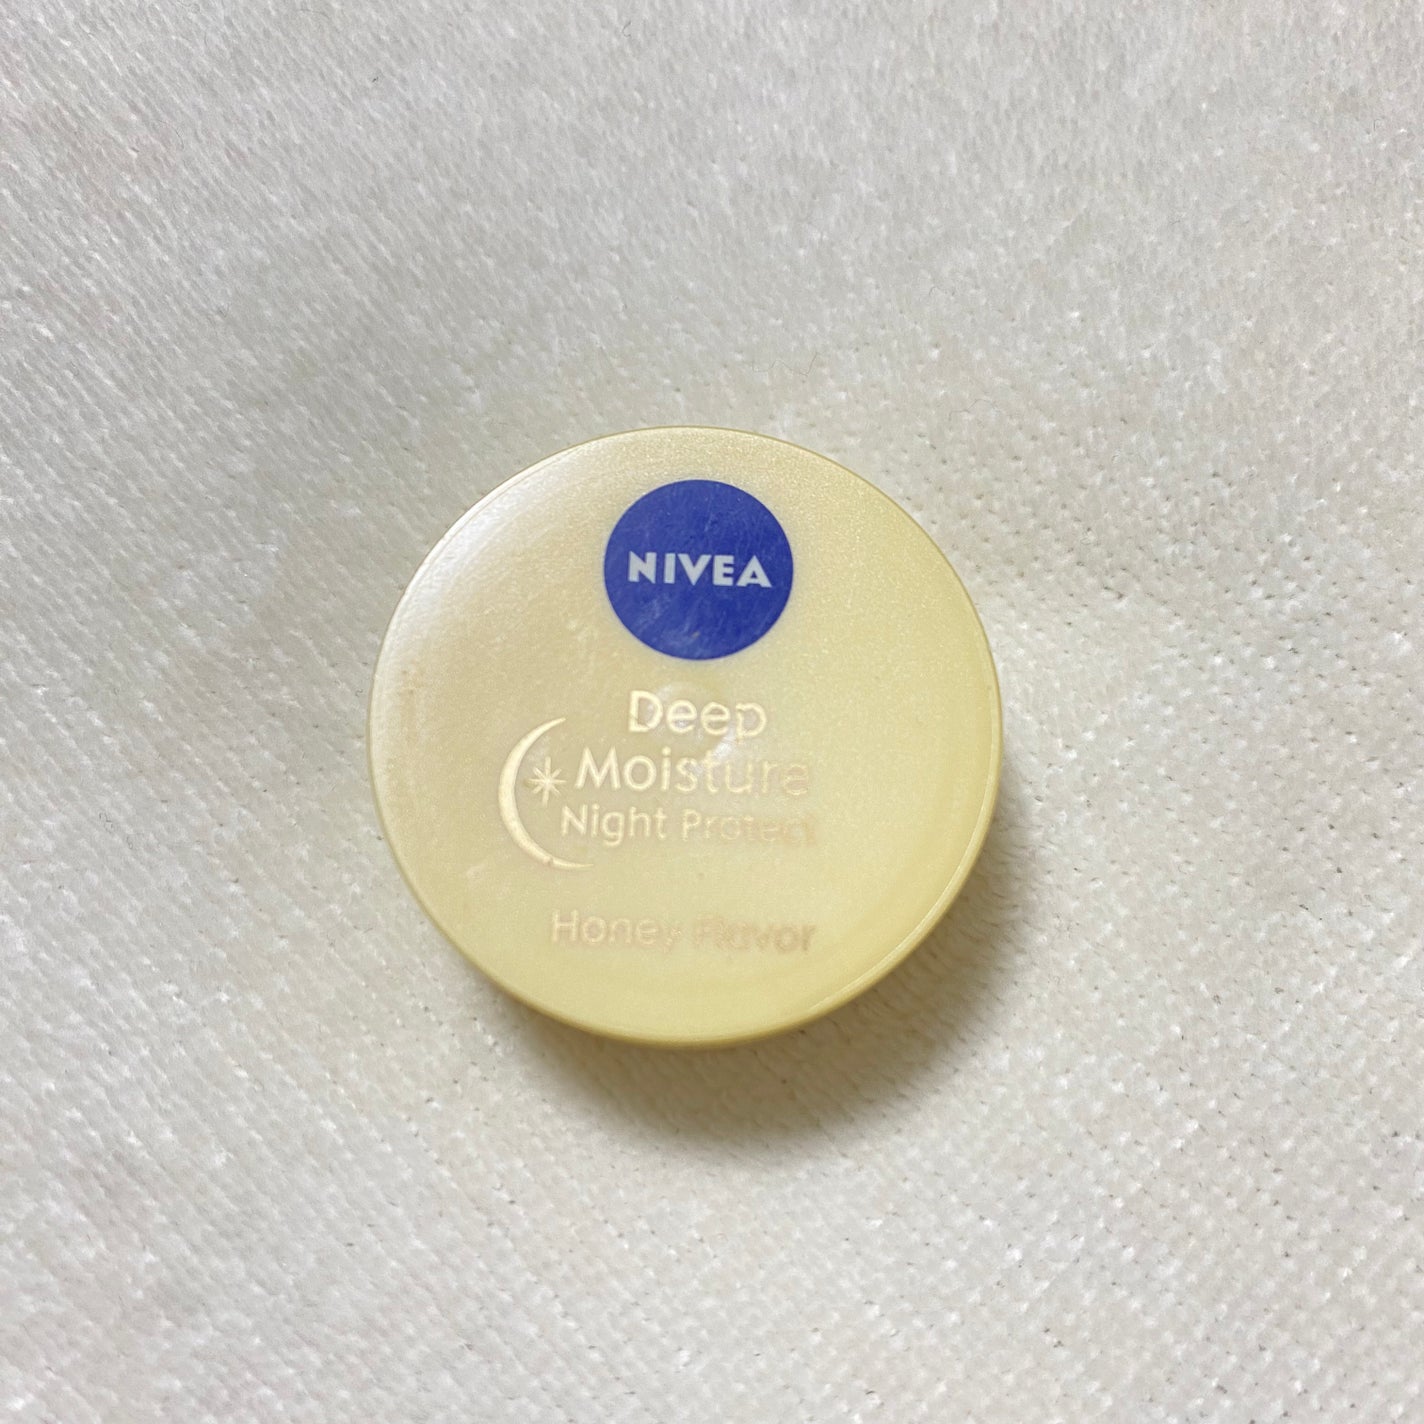 NIVEA
Deep
Moisture
Night Protect
Honey Flavor